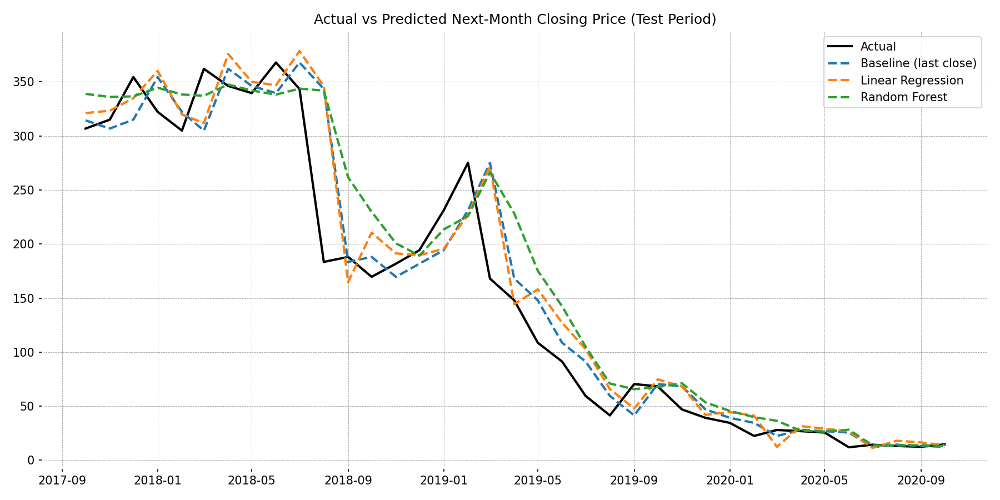 Actual vs Predicted Next-Month Closing Price (Test Period)
Actual
Baseline (last close)
Linear Regression
Random Forest
350
300
250
200
150
100
50
0
2017-09 2018-01 2018-05 2018-09 2019-01 2019-05 2019-09 2020-01 2020-05 2020-09